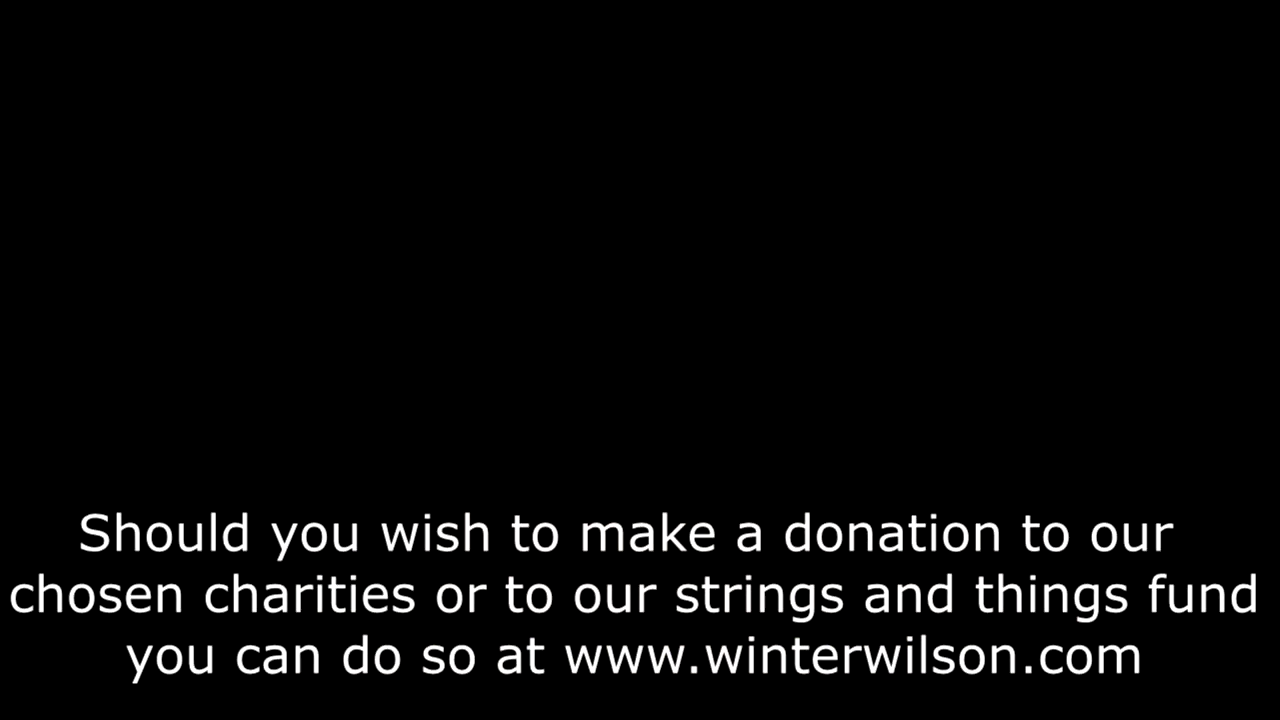 Should you wish to make a donation to our
chosen charities or to our strings and things fund
you can do so at www.winterwilson.com